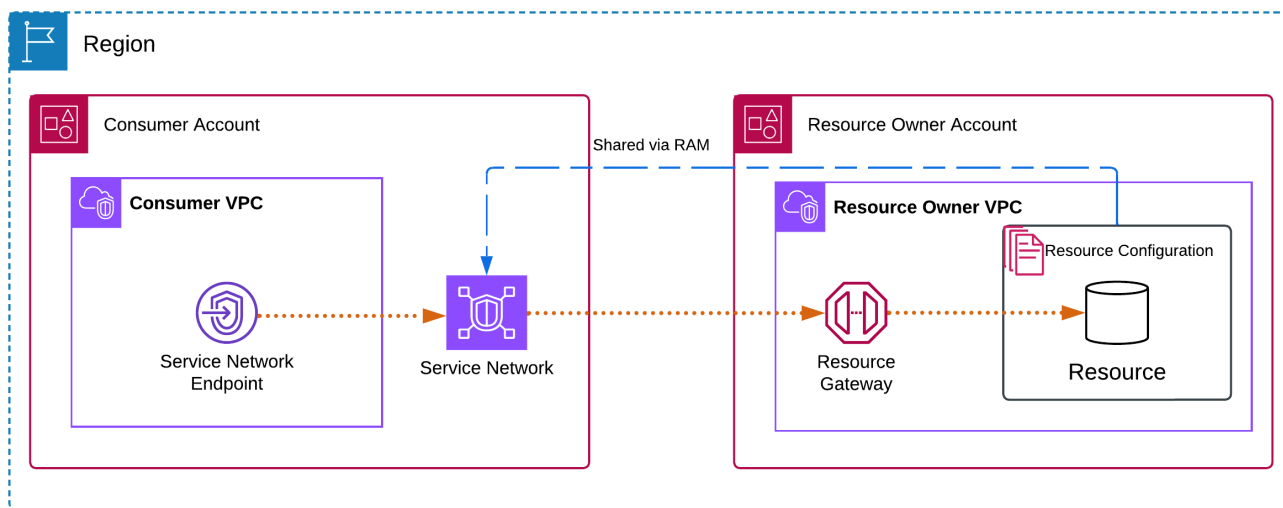 Region
Consumer Account
Shared via RAM
Resource Owner Account
Consumer VPC
Resource Owner VPC
Resource Configuration
Service Network
Endpoint
Service Network
Resource
Gateway
Resource